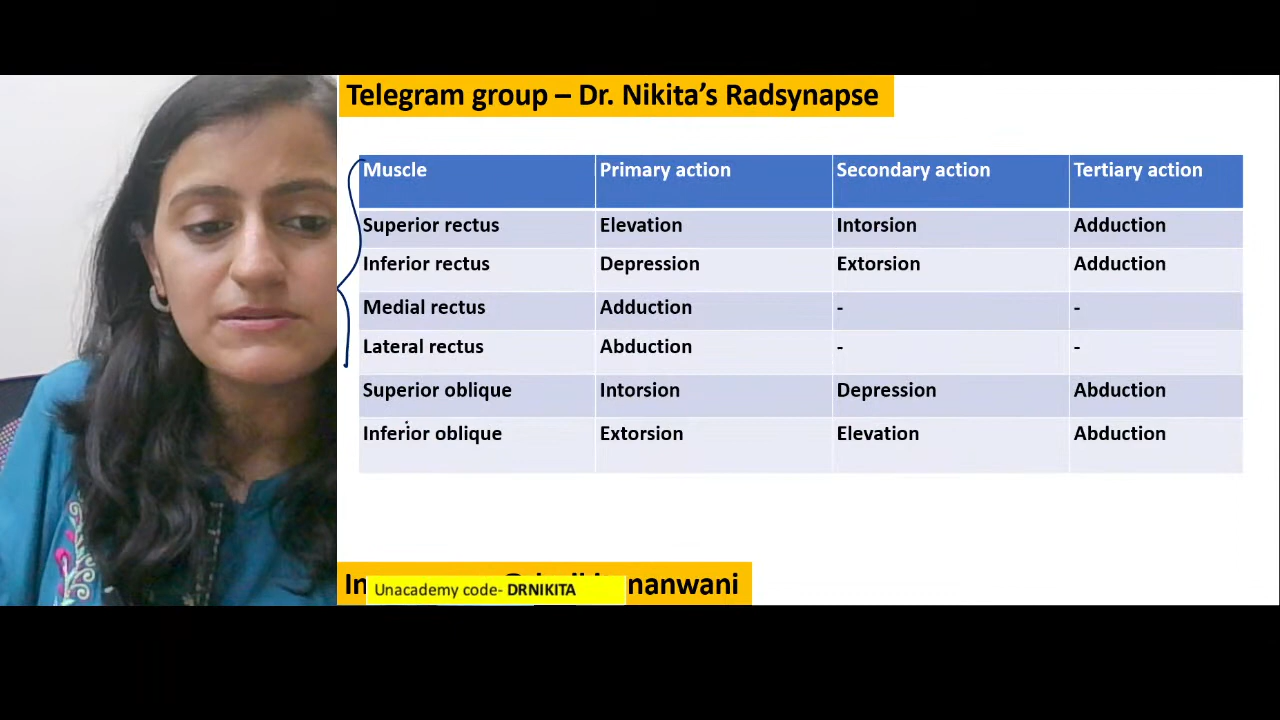 Telegram group – Dr. Nikita's Radsynapse
Muscle Primary action Secondary action Tertiary action
Superior rectus Elevation Intorsion Adduction
Inferior rectus Depression Extorsion Adduction
Medial rectus Adduction - -
Lateral rectus Abduction - -
Superior oblique Intorsion Depression Abduction
Inferior oblique Extorsion Elevation Abduction
Unacademy code- DRNIKITA